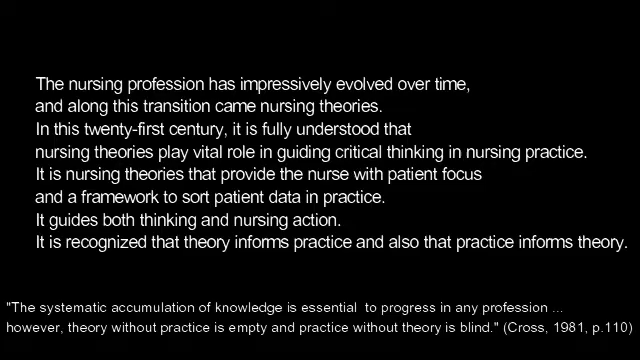 The nursing profession has impressively evolved over time,
and along this transition came nursing theories.
In this twenty-first century, it is fully understood that
nursing theories play vital role in guiding critical thinking in nursing practice.
It is nursing theories that provide the nurse with patient focus
and a framework to sort patient data in practice.
It guides both thinking and nursing action.
It is recognized that theory informs practice and also that practice informs theory.
"The systematic accumulation of knowledge is essential to progress in any profession ...
however, theory without practice is empty and practice without theory is blind." (Cross, 1981, p.110)